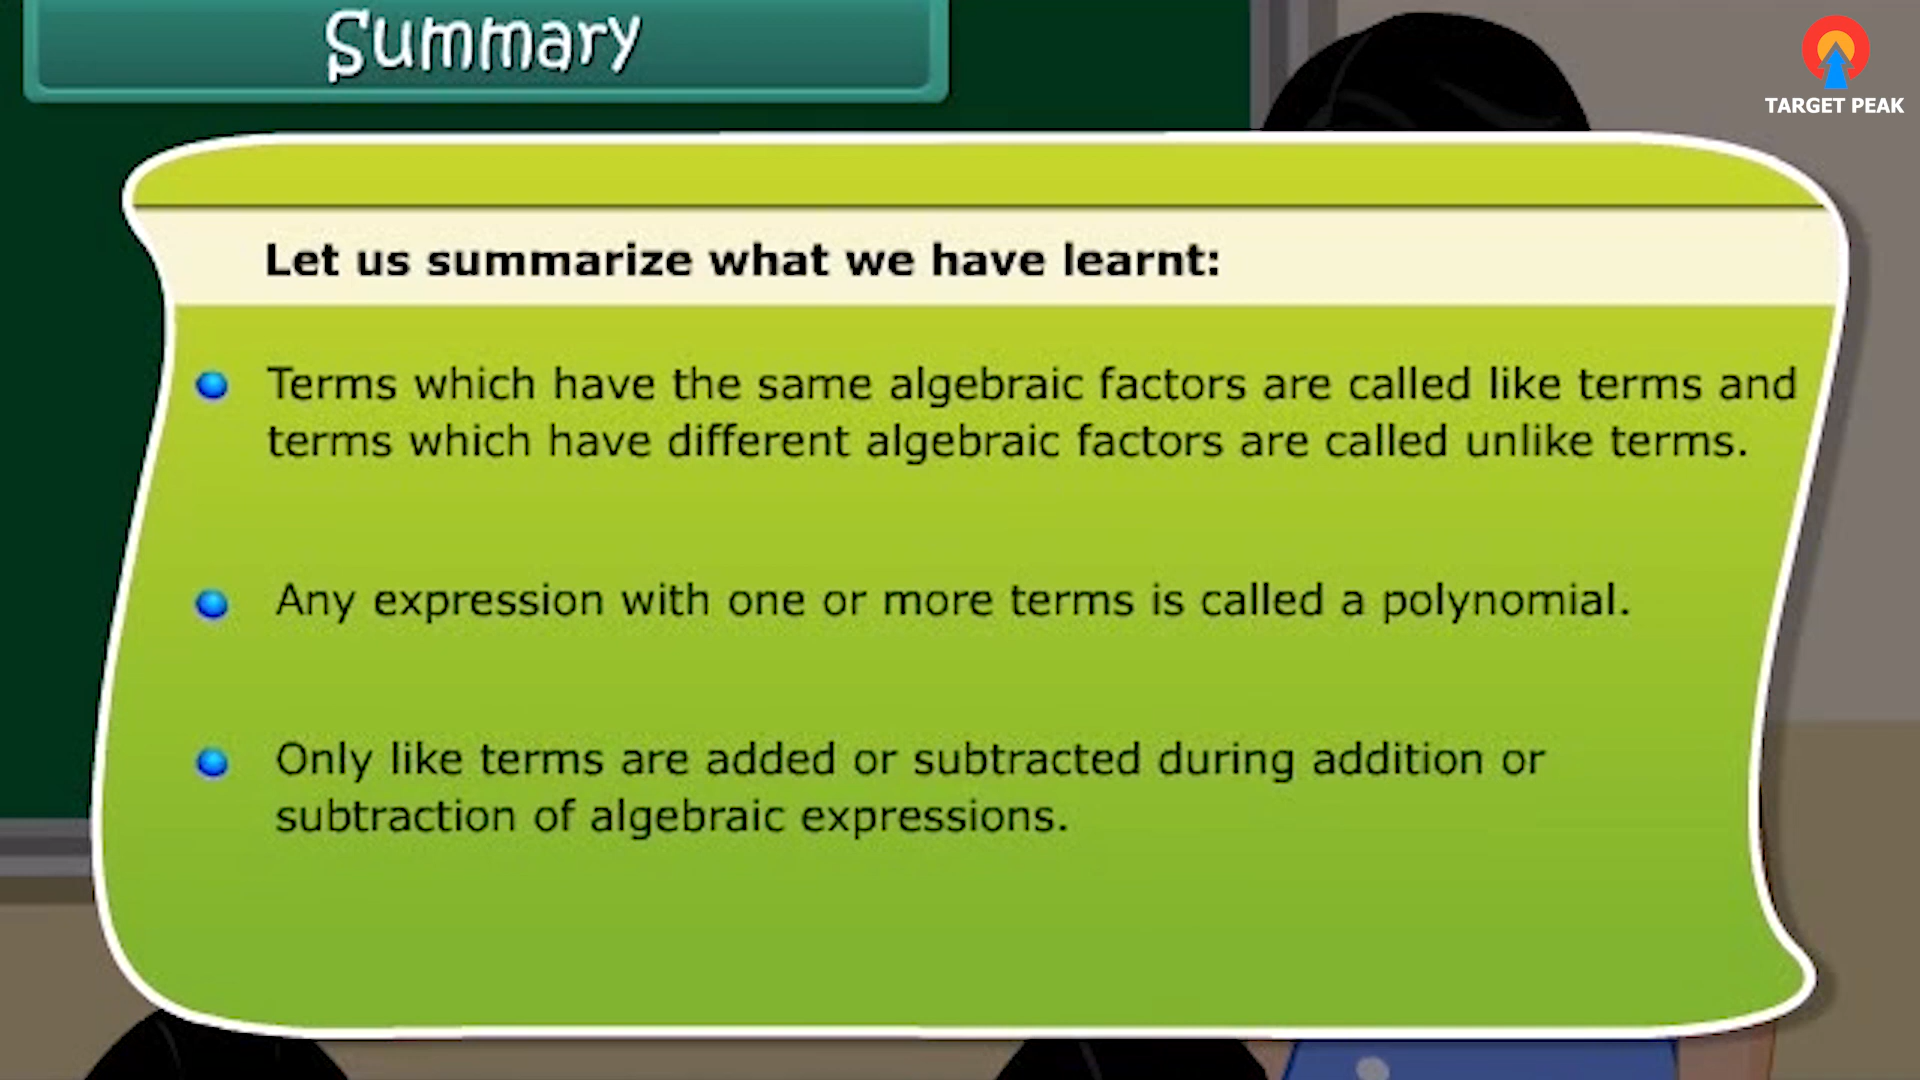 Summary
TARGET PEAK
Let us summarize what we have learnt:
Terms which have the same algebraic factors are called like terms and
terms which have different algebraic factors are called unlike terms.
Any expression with one or more terms is called a polynomial.
Only like terms are added or subtracted during addition or
subtraction of algebraic expressions.